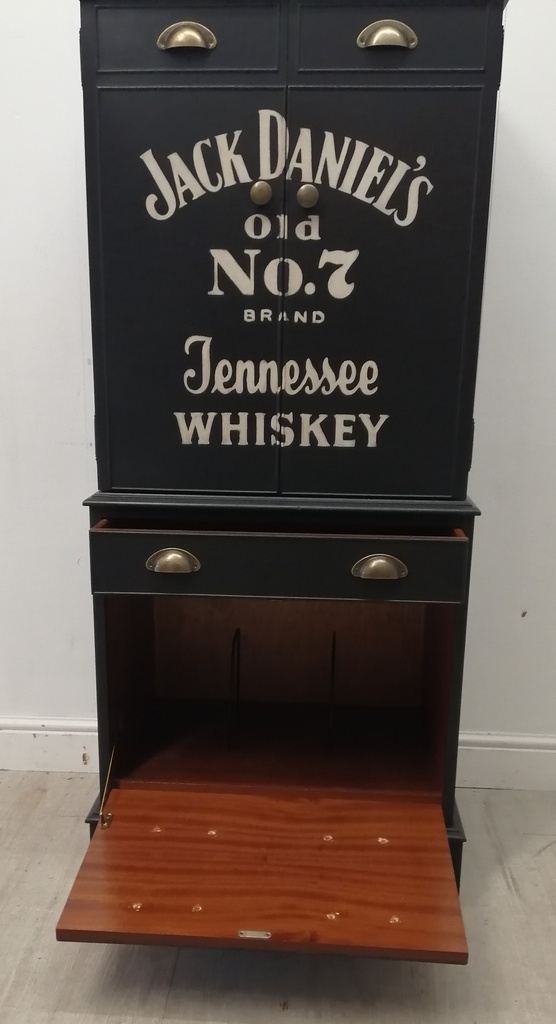 JACK DANIEL'S
Old
No.7
BRAND
Tennessee
WHISKEY